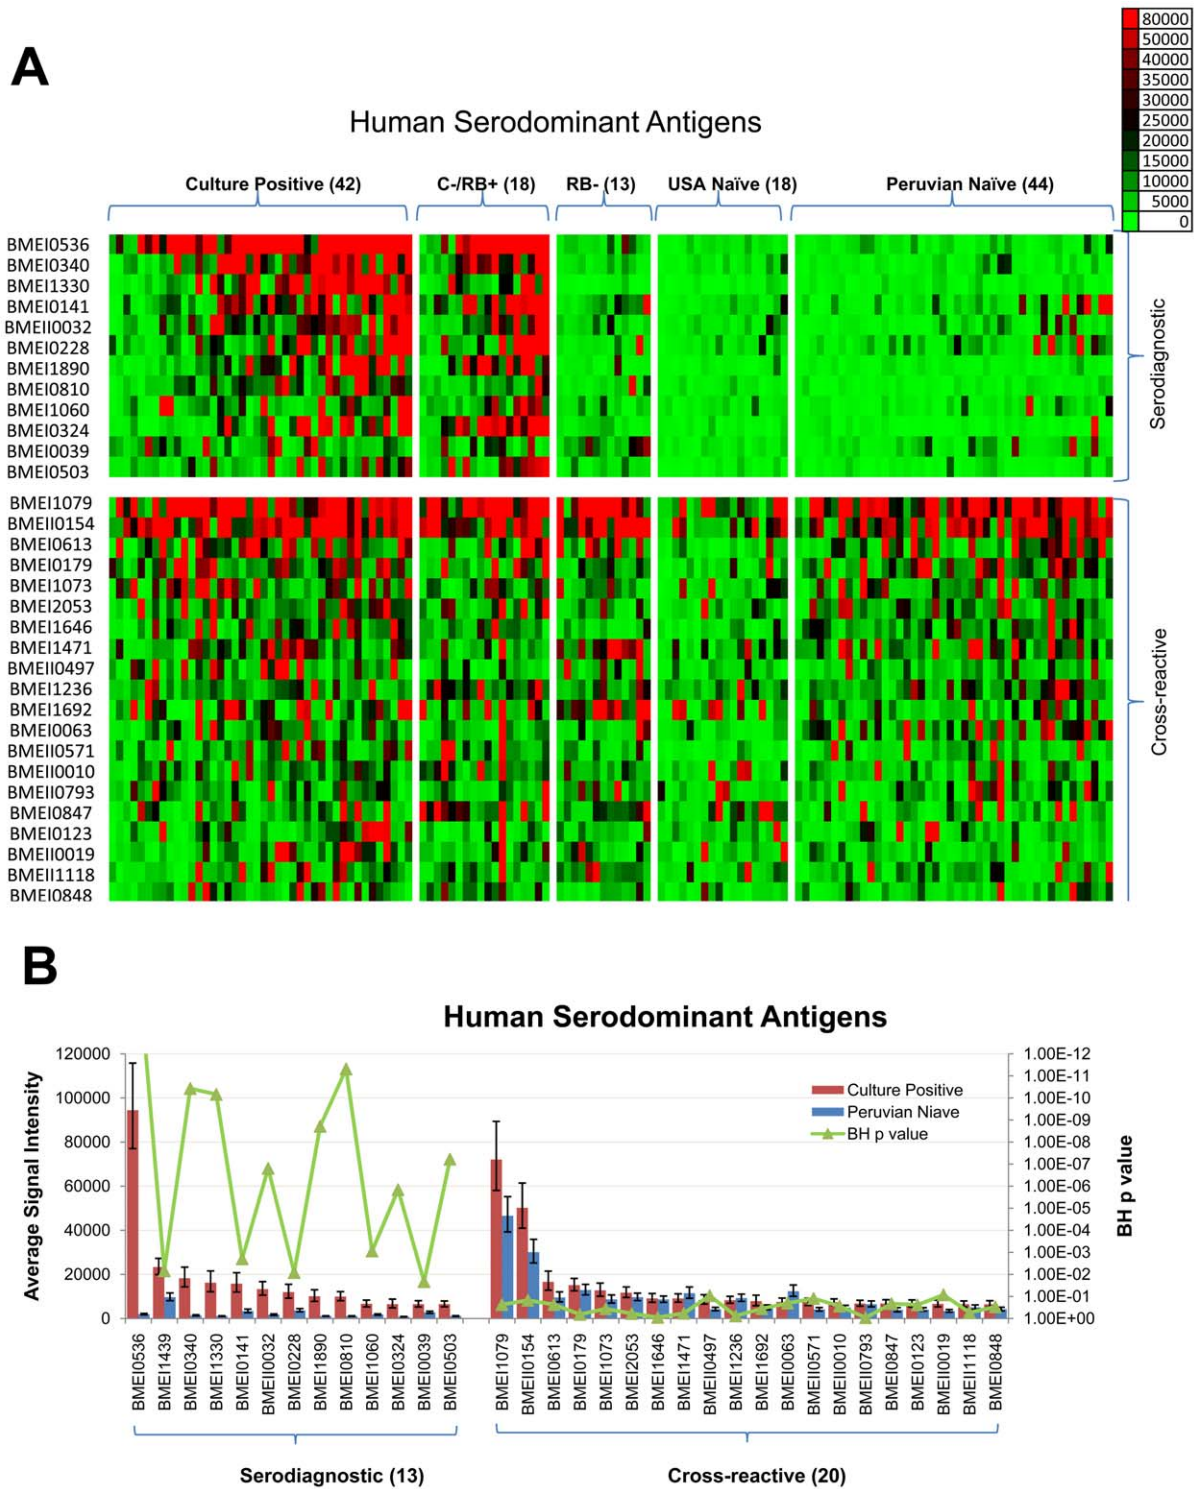 80000
50000
40000
35000
30000
25000
20000
15000
10000
5000
0
A
Human Serodominant Antigens
Culture Positive (42) C-/RB+ (18) RB- (13) USA Naïve (18) Peruvian Naïve (44)
BMEI0536
BMEI0340
BMEI1330
BMEI0141
BMEII0032
BMEI0228
BMEI1890
BMEI0810
BMEI1060
BMEI0324
BMEI0039
BMEI0503
Serodiagnostic
BMEI1079
BMEII0154
BMEI0613
BMEI0179
BMEI1073
BMEI2053
BMEI1646
BMEI1471
BMEII0497
BMEI1236
BMEI1692
BMEI0063
BMEII0571
BMEII0010
BMEII0793
BMEI0847
BMEI0123
BMEII0019
BMEII1118
BMEI0848
Cross-reactive
B
Human Serodominant Antigens
Average Signal Intensity
120000
100000
80000
60000
40000
20000
0
Culture Positive
Peruvian Niave
BH p value
1.00E-12
1.00E-11
1.00E-10
1.00E-09
1.00E-08
1.00E-07
1.00E-06
1.00E-05
1.00E-04
1.00E-03
1.00E-02
1.00E-01
1.00E+00
BH p value
BMEI0536
BMEI1439
BMEI0340
BMEI1330
BMEI0141
BMEII0032
BMEI0228
BMEI1890
BMEI0810
BMEI1060
BMEI0324
BMEI0039
BMEI0503
BMEI1079
BMEII0154
BMEI0613
BMEI0179
BMEI1073
BMEI2053
BMEI1646
BMEI1471
BMEII0497
BMEI1236
BMEI1692
BMEI0063
BMEII0571
BMEII0010
BMEII0793
BMEI0847
BMEI0123
BMEII0019
BMEII1118
BMEI0848
Serodiagnostic (13)
Cross-reactive (20)